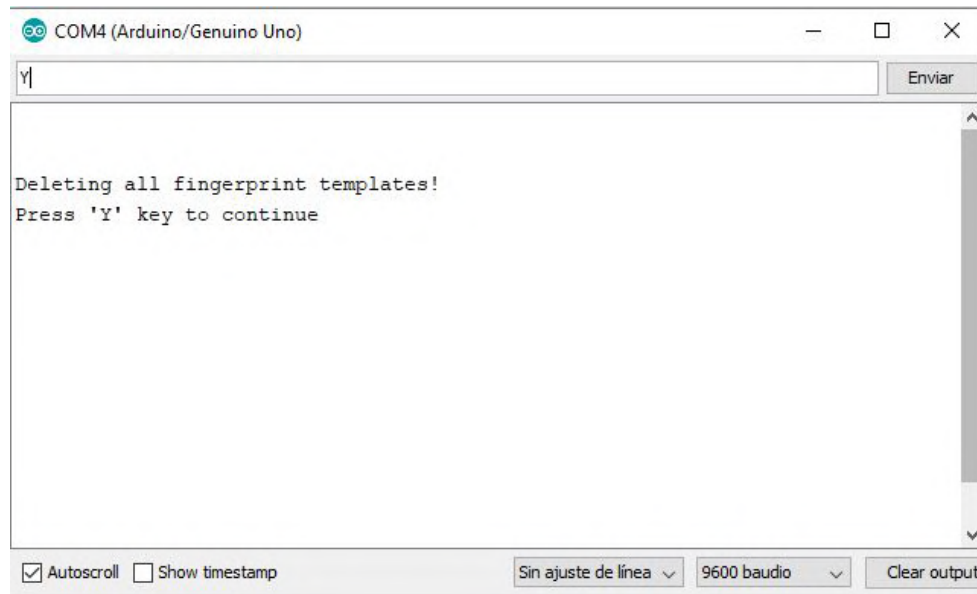 COM4 (Arduino/Genuino Uno)
Y
Enviar
Deleting all fingerprint templates!
Press 'Y' key to continue
Autoscroll
Show timestamp
Sin ajuste de línea
9600 baudio
Clear output